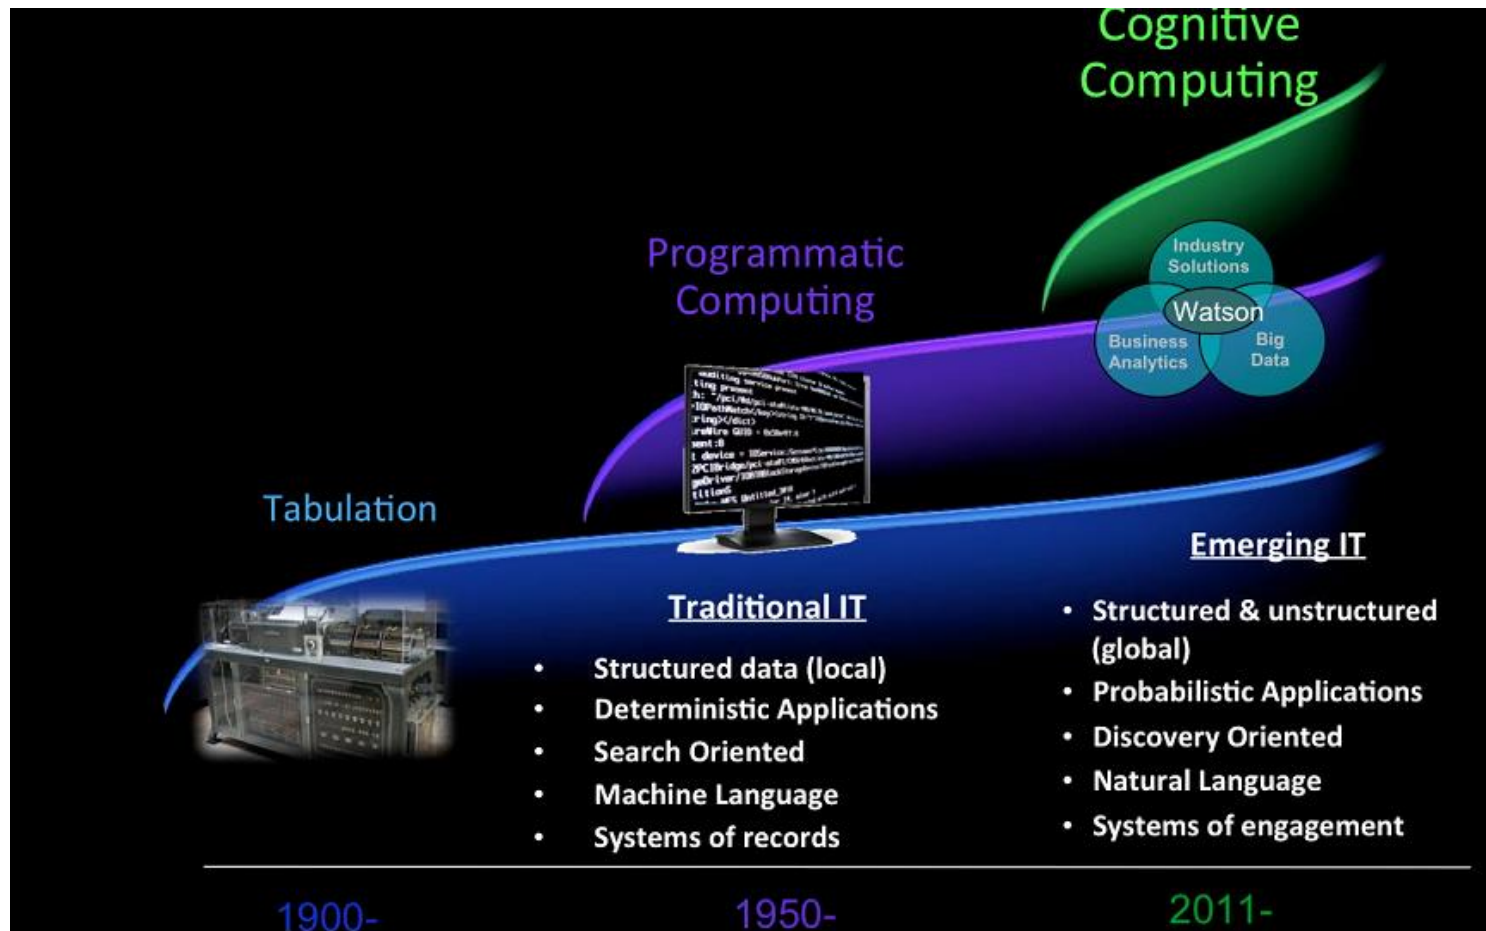 Cognitive
Computing
Programmatic
Computing
Industry
Solutions
Watson
Business
Analytics
Big
Data
Tabulation
Traditional IT
• Structured data (local)
• Deterministic Applications
• Search Oriented
• Machine Language
• Systems of records
Emerging IT
• Structured & unstructured
(global)
• Probabilistic Applications
• Discovery Oriented
• Natural Language
• Systems of engagement
1900-
1950-
2011-